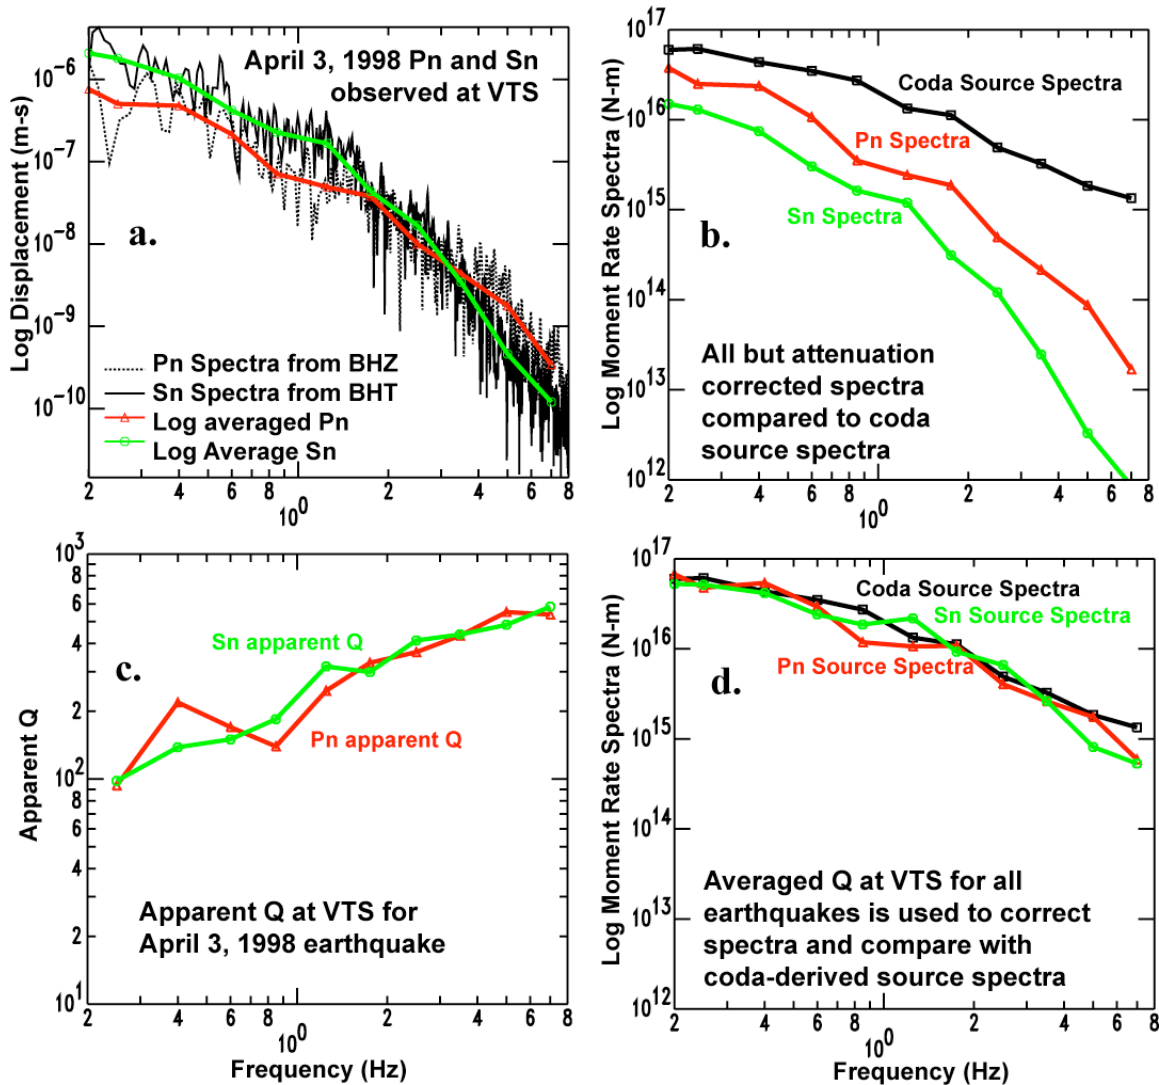 April 3, 1998 Pn and Sn
observed at VTS
Log Displacement (m-s)
10^-6
10^-7
10^-8
10^-9
10^-10
a.
Pn Spectra from BHZ
Sn Spectra from BHT
Log averaged Pn
Log Average Sn
2 4 6 8 2 4 6 8
10^0
Log Moment Rate Spectra (N-m)
10^17
10^16
10^15
10^14
10^13
10^12
Coda Source Spectra
Pn Spectra
Sn Spectra
b.
All but attenuation
corrected spectra
compared to coda
source spectra
2 4 6 8 2 4 6 8
10^0
Apparent Q
10^3
8
6
4
2
10^2
8
6
4
2
10^1
Sn apparent Q
c.
Pn apparent Q
Apparent Q at VTS for
April 3, 1998 earthquake
2 4 6 8 2 4 6 8
10^0
Frequency (Hz)
Log Moment Rate Spectra (N-m)
10^17
10^16
10^15
10^14
10^13
10^12
Coda Source Spectra
Sn Source Spectra
Pn Source Spectra
d.
Averaged Q at VTS for all
earthquakes is used to correct
spectra and compare with
coda-derived source spectra
2 4 6 8 2 4 6 8
10^0
Frequency (Hz)